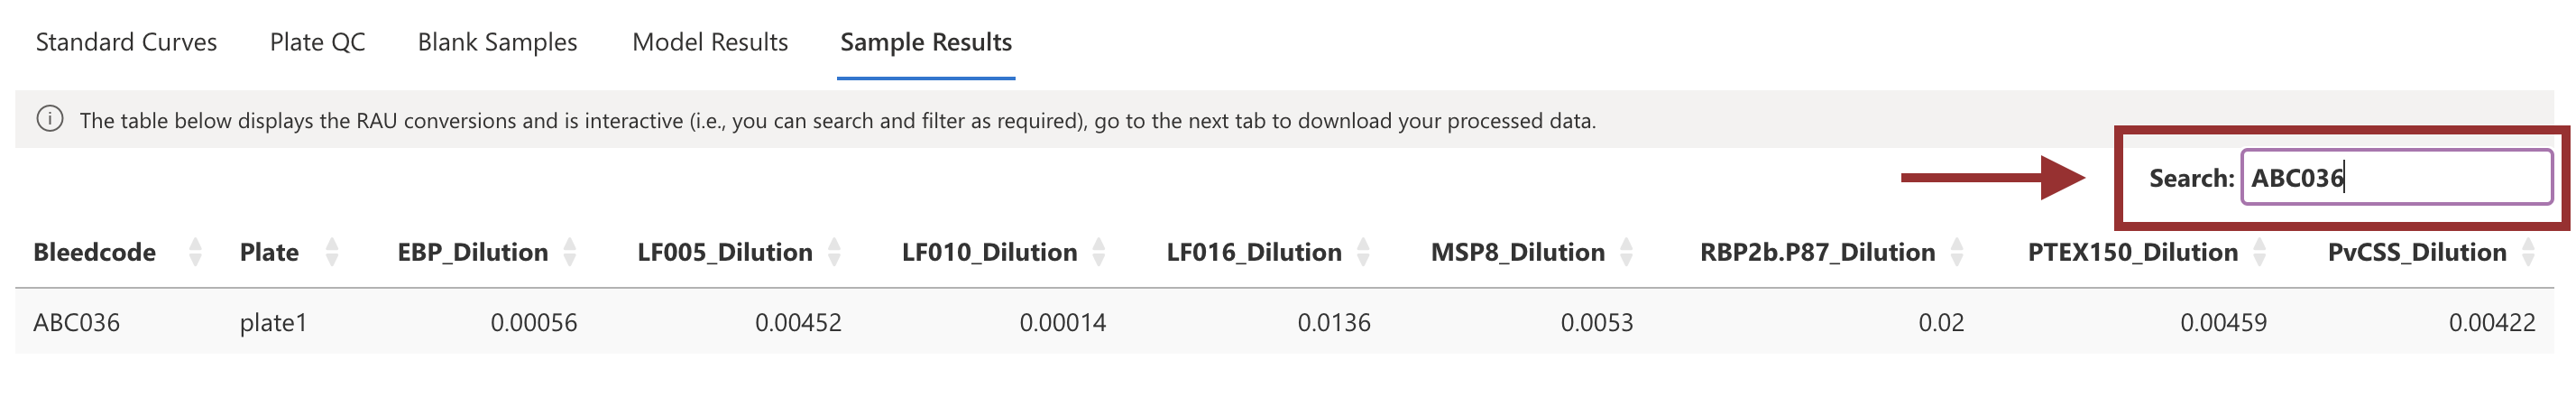 Standard Curves Plate QC Blank Samples Model Results Sample Results
The table below displays the RAU conversions and is interactive (i.e., you can search and filter as required), go to the next tab to download your processed data.
Search: ABC036
Bleedcode Plate EBP_Dilution LF005_Dilution LF010_Dilution LF016_Dilution MSP8_Dilution RBP2b.P87_Dilution PTEX150_Dilution PvCSS_Dilution
ABC036 plate1 0.00056 0.00452 0.00014 0.0136 0.0053 0.02 0.00459 0.00422